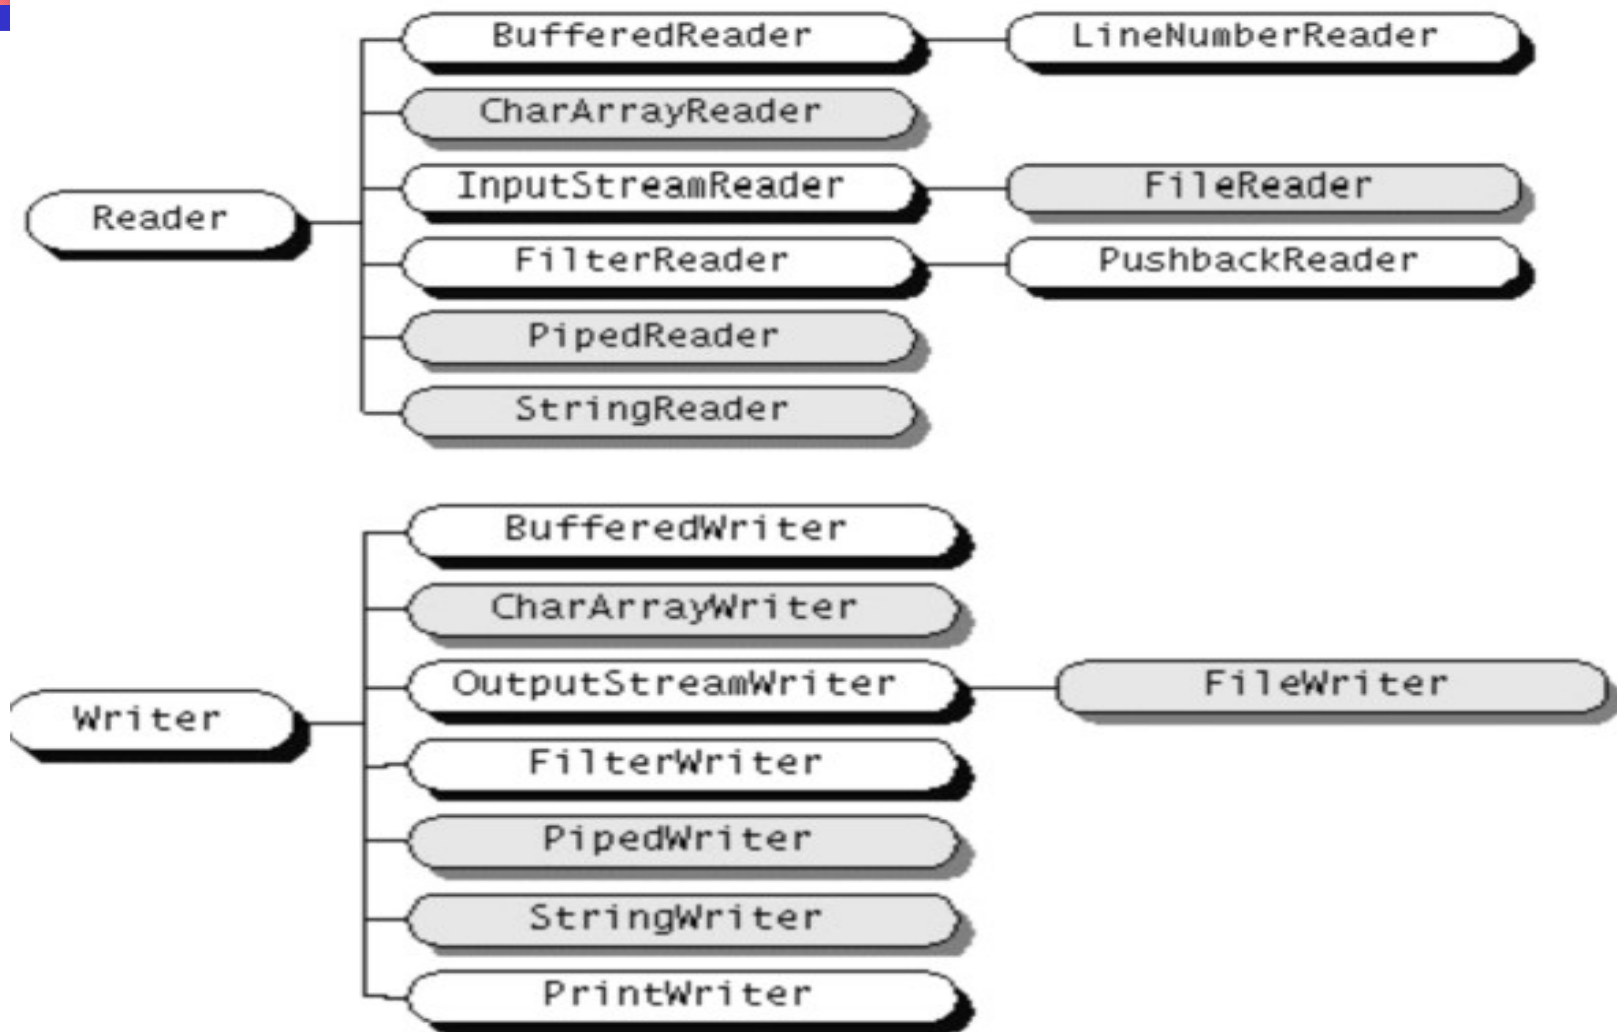 BufferedReader LineNumberReader
CharArrayReader
InputStreamReader FileReader
Reader
FilterReader PushbackReader
PipedReader
StringReader
BufferedWriter
CharArrayWriter
OutputStreamWriter FileWriter
Writer
FilterWriter
PipedWriter
StringWriter
PrintWriter